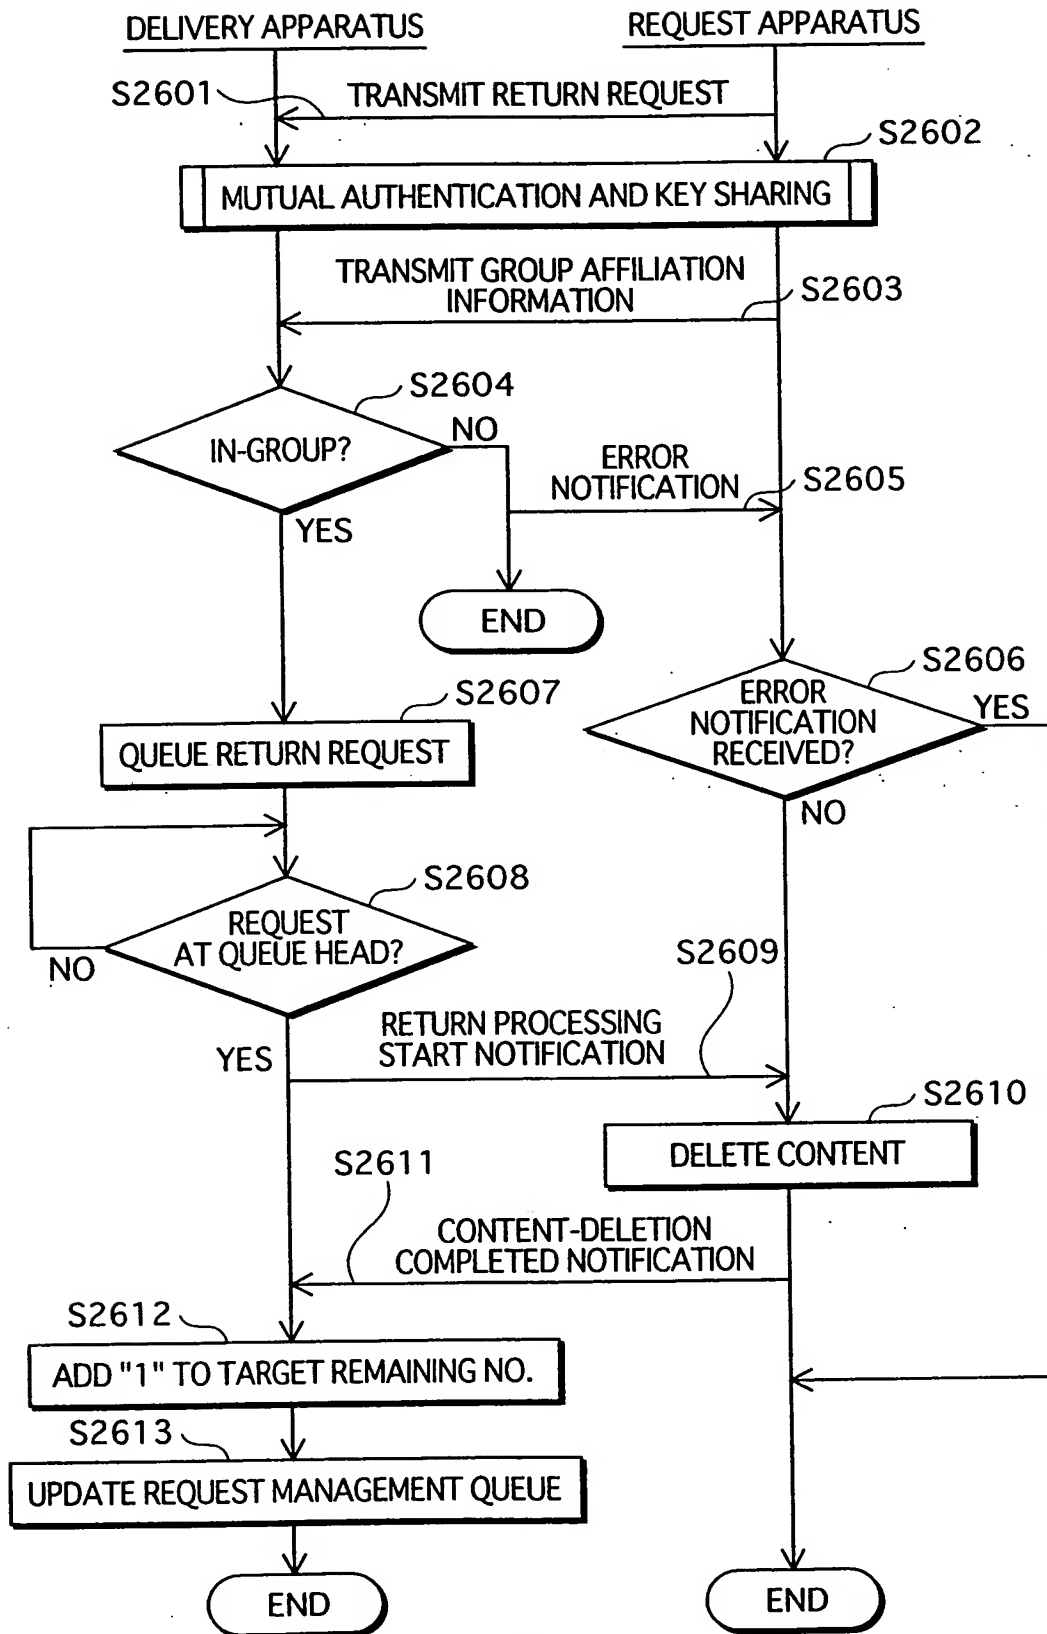 DELIVERY APPARATUS
REQUEST APPARATUS
S2601
TRANSMIT RETURN REQUEST
S2602
MUTUAL AUTHENTICATION AND KEY SHARING
TRANSMIT GROUP AFFILIATION
INFORMATION
S2603
S2604
IN-GROUP?
NO
ERROR
NOTIFICATION
S2605
YES
END
S2606
ERROR
NOTIFICATION
RECEIVED?
YES
S2607
QUEUE RETURN REQUEST
NO
S2608
REQUEST
AT QUEUE HEAD?
NO
S2609
RETURN PROCESSING
START NOTIFICATION
YES
S2610
DELETE CONTENT
S2611
CONTENT-DELETION
COMPLETED NOTIFICATION
S2612
ADD "1" TO TARGET REMAINING NO.
S2613
UPDATE REQUEST MANAGEMENT QUEUE
END
END